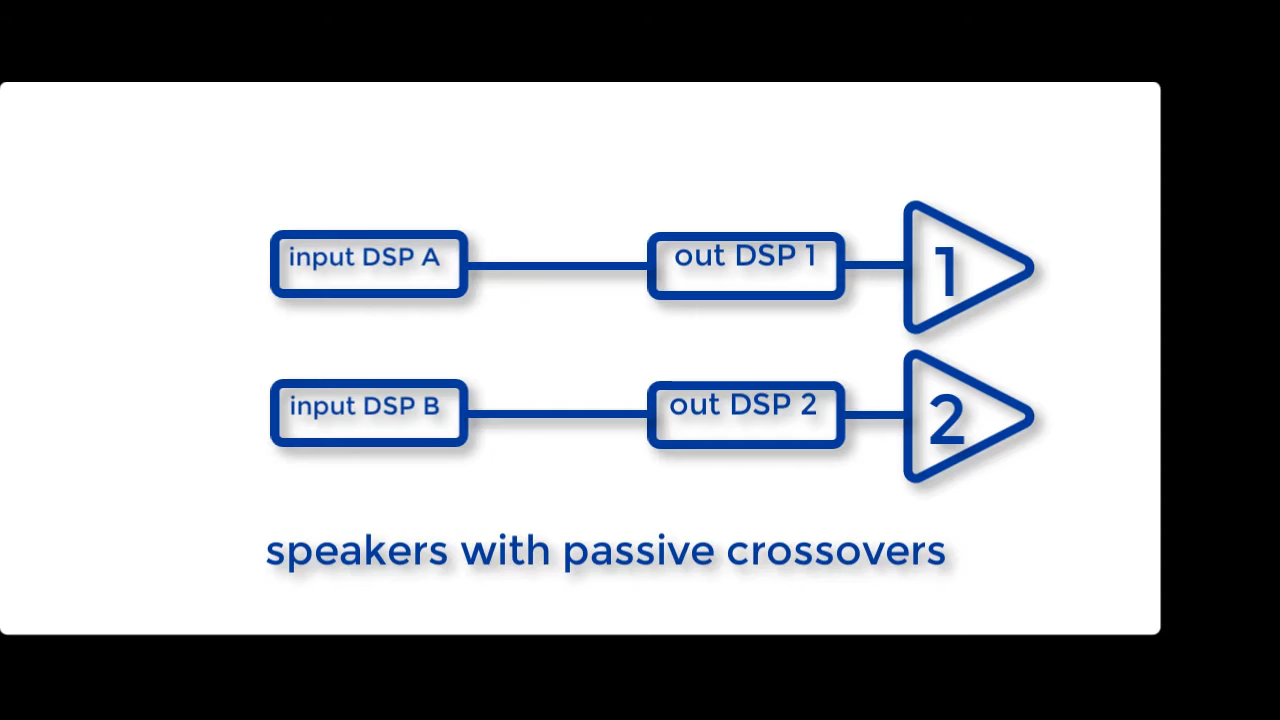 input DSP A
out DSP 1
1
input DSP B
out DSP 2
2
speakers with passive crossovers